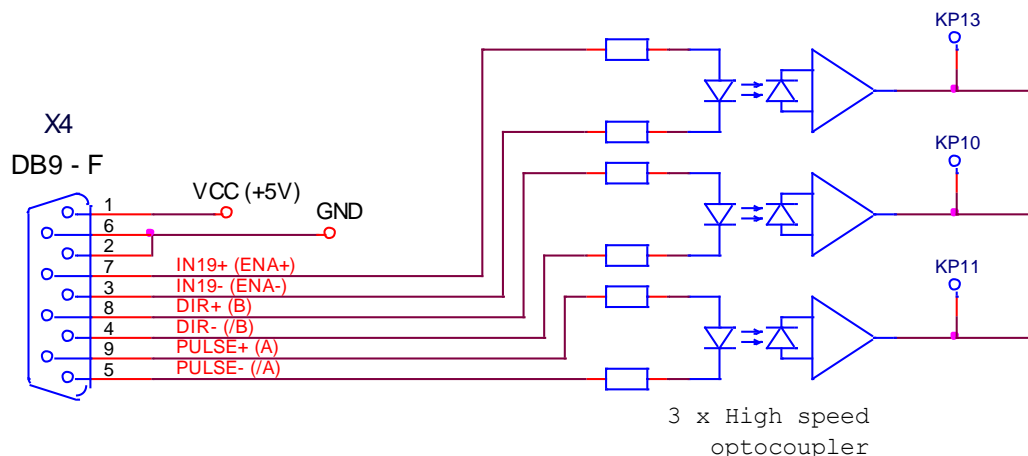 KP13
X4
DB9 - F
KP10
1
VCC (+5V)
6
GND
2
7
IN19+ (ENA+)
3
IN19- (ENA-)
8
DIR+ (B)
KP11
4
DIR- (/B)
9
PULSE+ (A)
5
PULSE- (/A)
3 x High speed
optocoupler